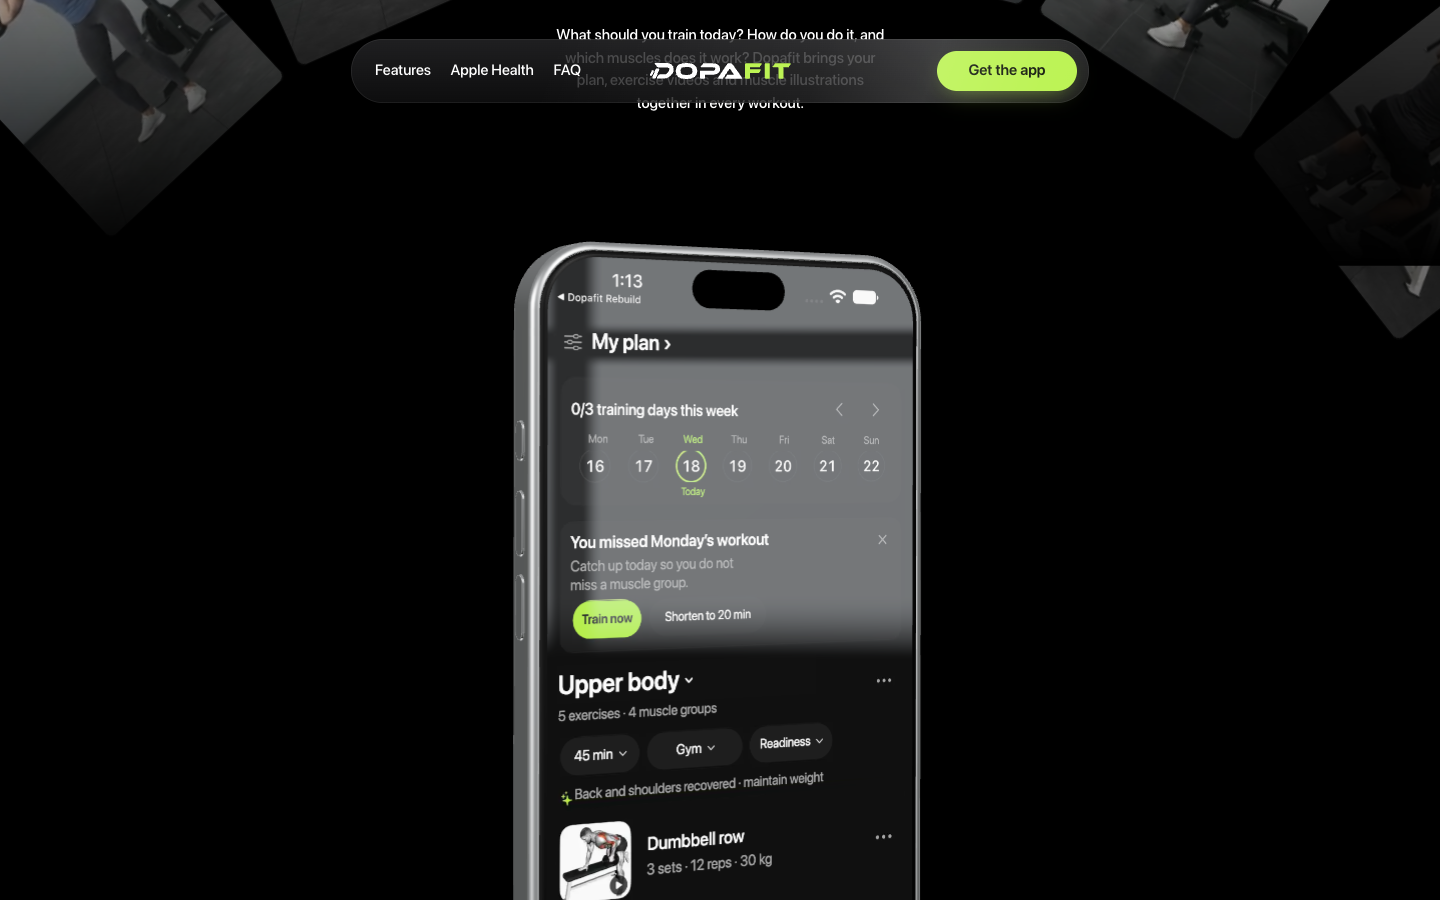 What should you train today? How do you do it, and
which muscles does it work? Dopafit brings your
plan, exercise videos and muscle illustrations
together in every workout.
Features Apple Health FAQ
DOPAFIT
Get the app
1:13
◀ Dopafit Rebuild
My plan ›
0/3 training days this week
Mon Tue Wed Thu Fri Sat Sun
16 17 18 19 20 21 22
Today
You missed Monday's workout
Catch up today so you do not
miss a muscle group.
Train now Shorten to 20 min
Upper body
5 exercises · 4 muscle groups
45 min Gym Readiness
Back and shoulders recovered · maintain weight
Dumbbell row
3 sets · 12 reps · 30 kg